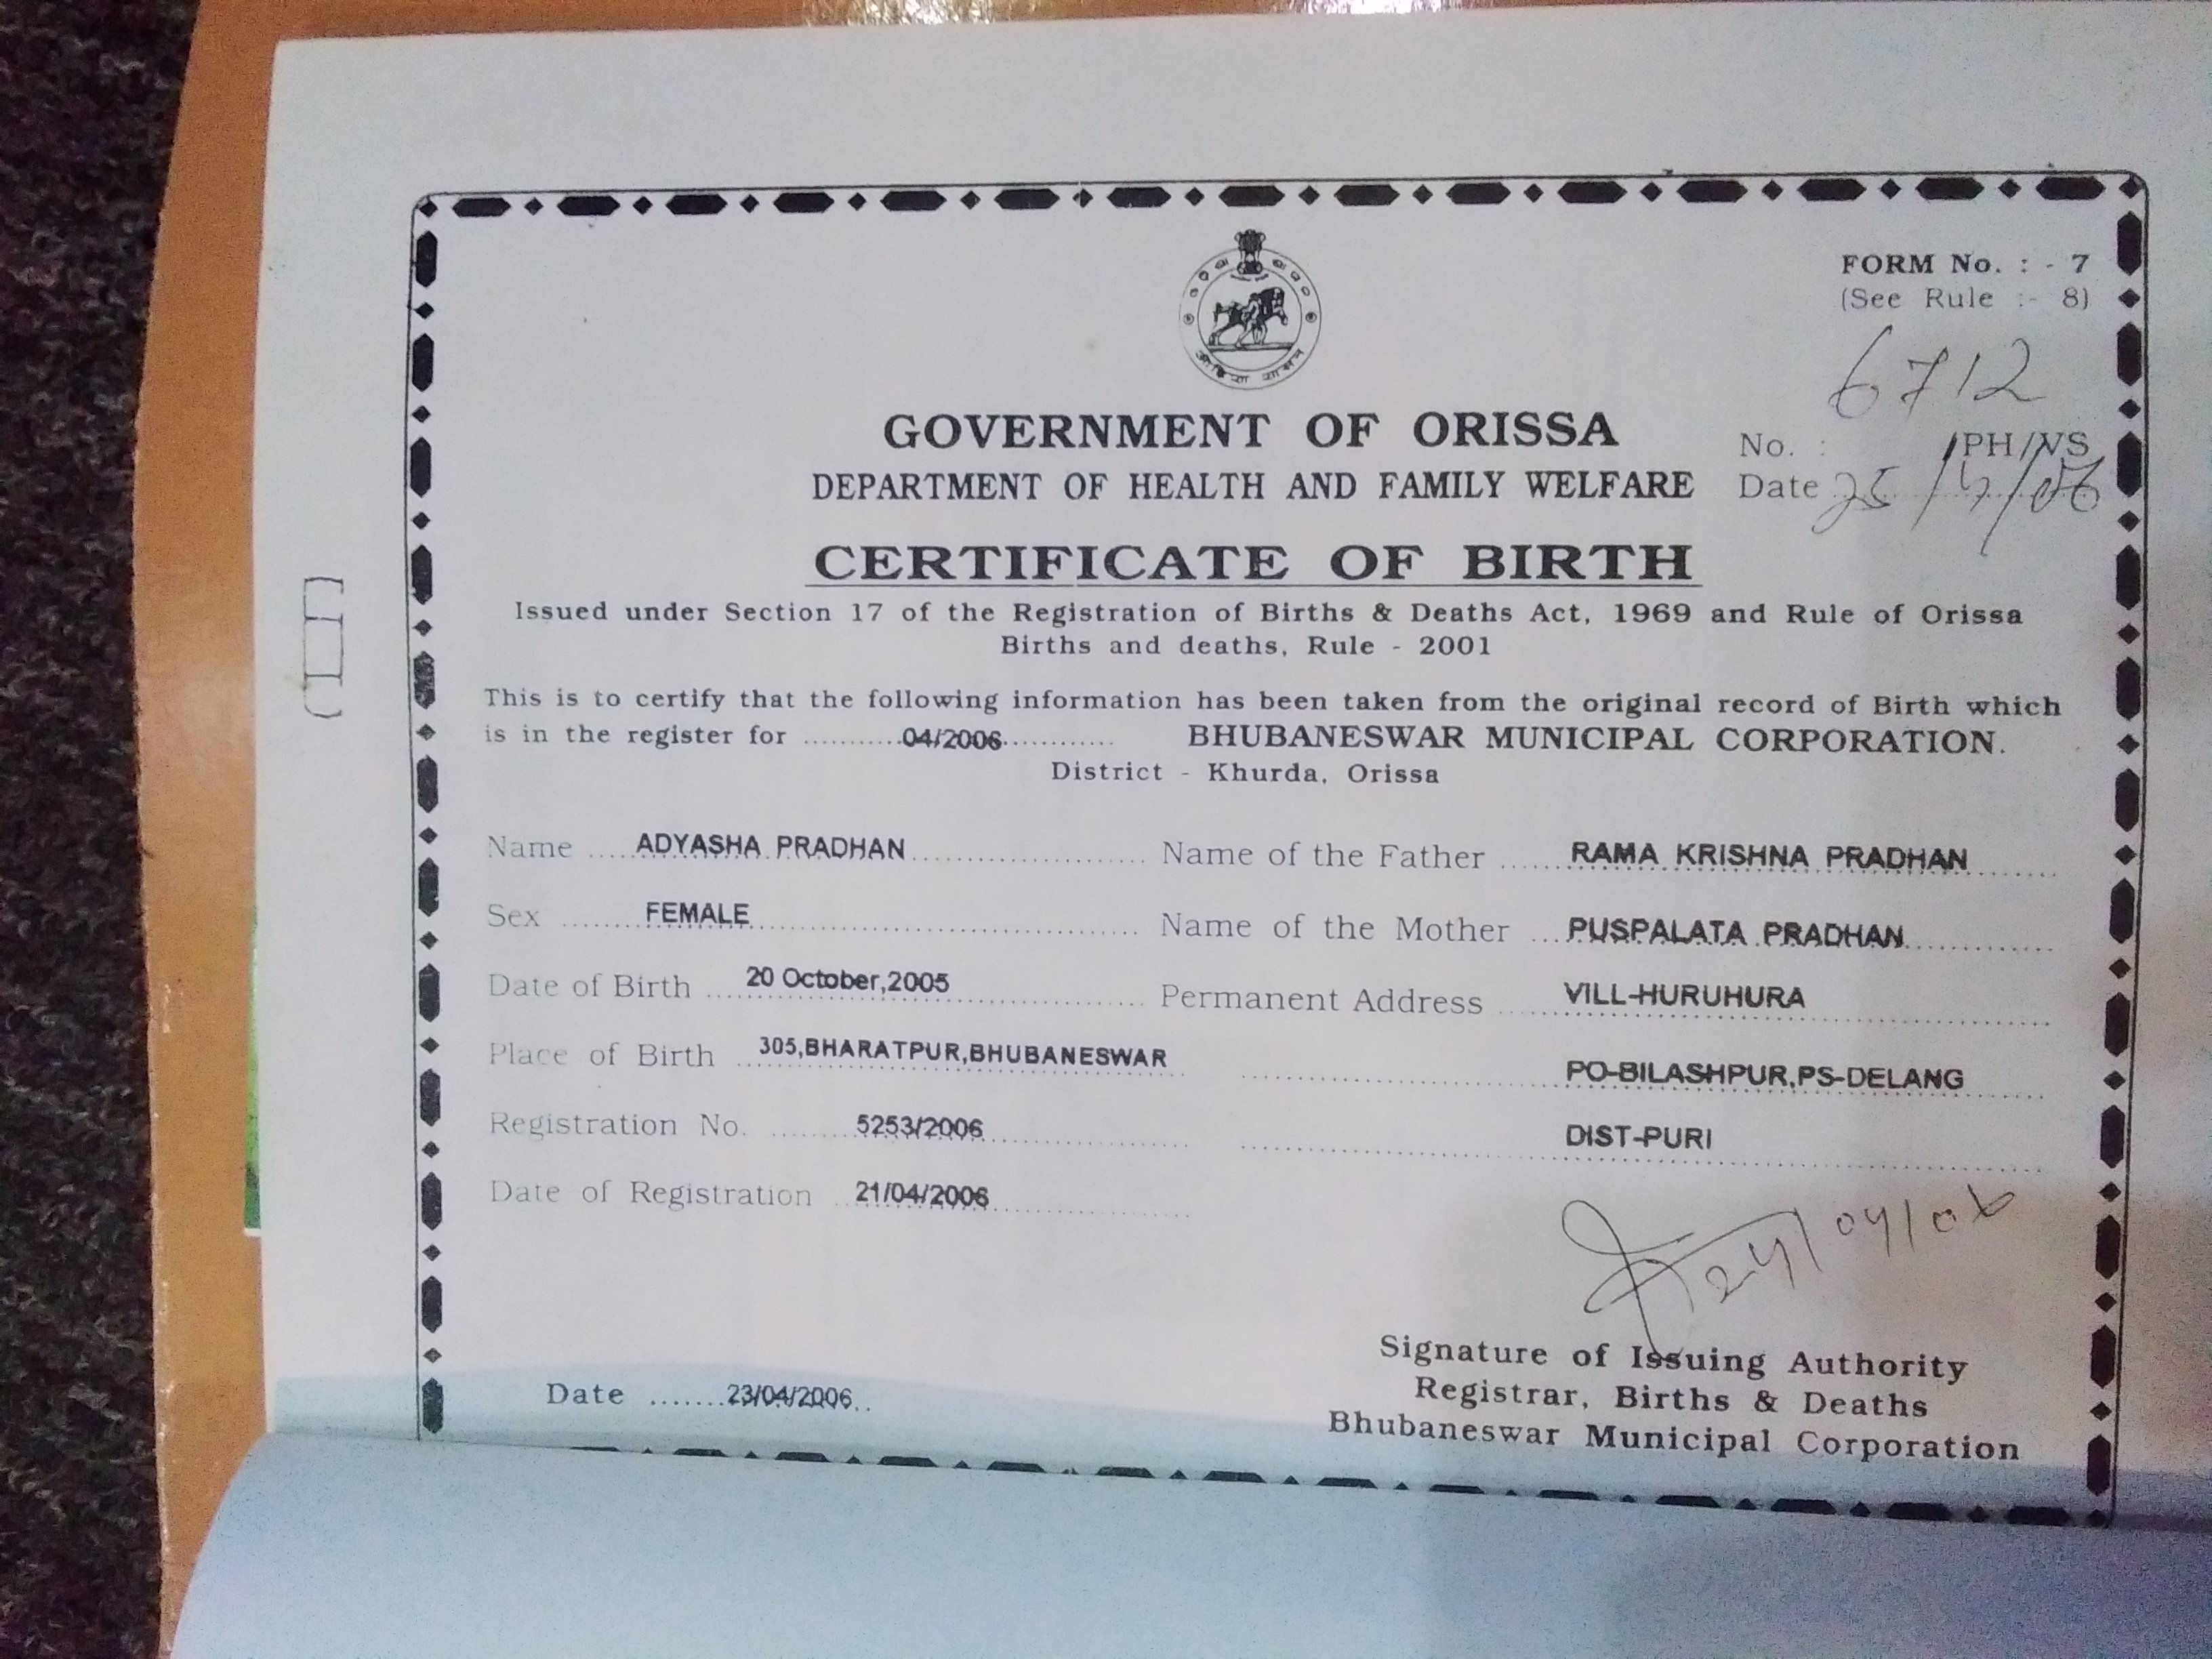 FORM No. : - 7
(See Rule :- 8)
6712
GOVERNMENT OF ORISSA
No. : /PH/VS
DEPARTMENT OF HEALTH AND FAMILY WELFARE
Date 25/4/06
CERTIFICATE OF BIRTH
Issued under Section 17 of the Registration of Births & Deaths Act, 1969 and Rule of Orissa
Births and deaths, Rule - 2001
This is to certify that the following information has been taken from the original record of Birth which
is in the register for 04/2006 BHUBANESWAR MUNICIPAL CORPORATION.
District - Khurda, Orissa
Name ADYASHA PRADHAN Name of the Father RAMA KRISHNA PRADHAN
Sex FEMALE Name of the Mother PUSPALATA PRADHAN
Date of Birth 20 October,2005 Permanent Address VILL-HURUHURA
Place of Birth 305,BHARATPUR,BHUBANESWAR PO-BILASHPUR,PS-DELANG
Registration No. 5253/2006 DIST-PURI
Date of Registration 21/04/2006
24/04/06
Signature of Issuing Authority
Date 23/04/2006 Registrar, Births & Deaths
Bhubaneswar Municipal Corporation